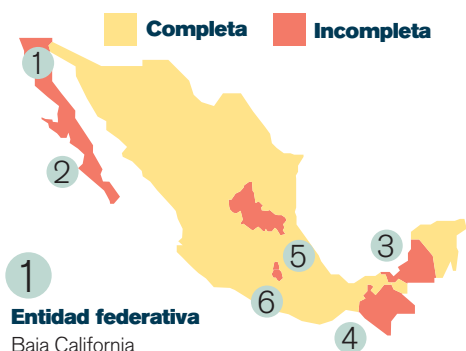 Completa Incompleta
1
2
3
5
6
4
1
Entidad federativa
Baja California